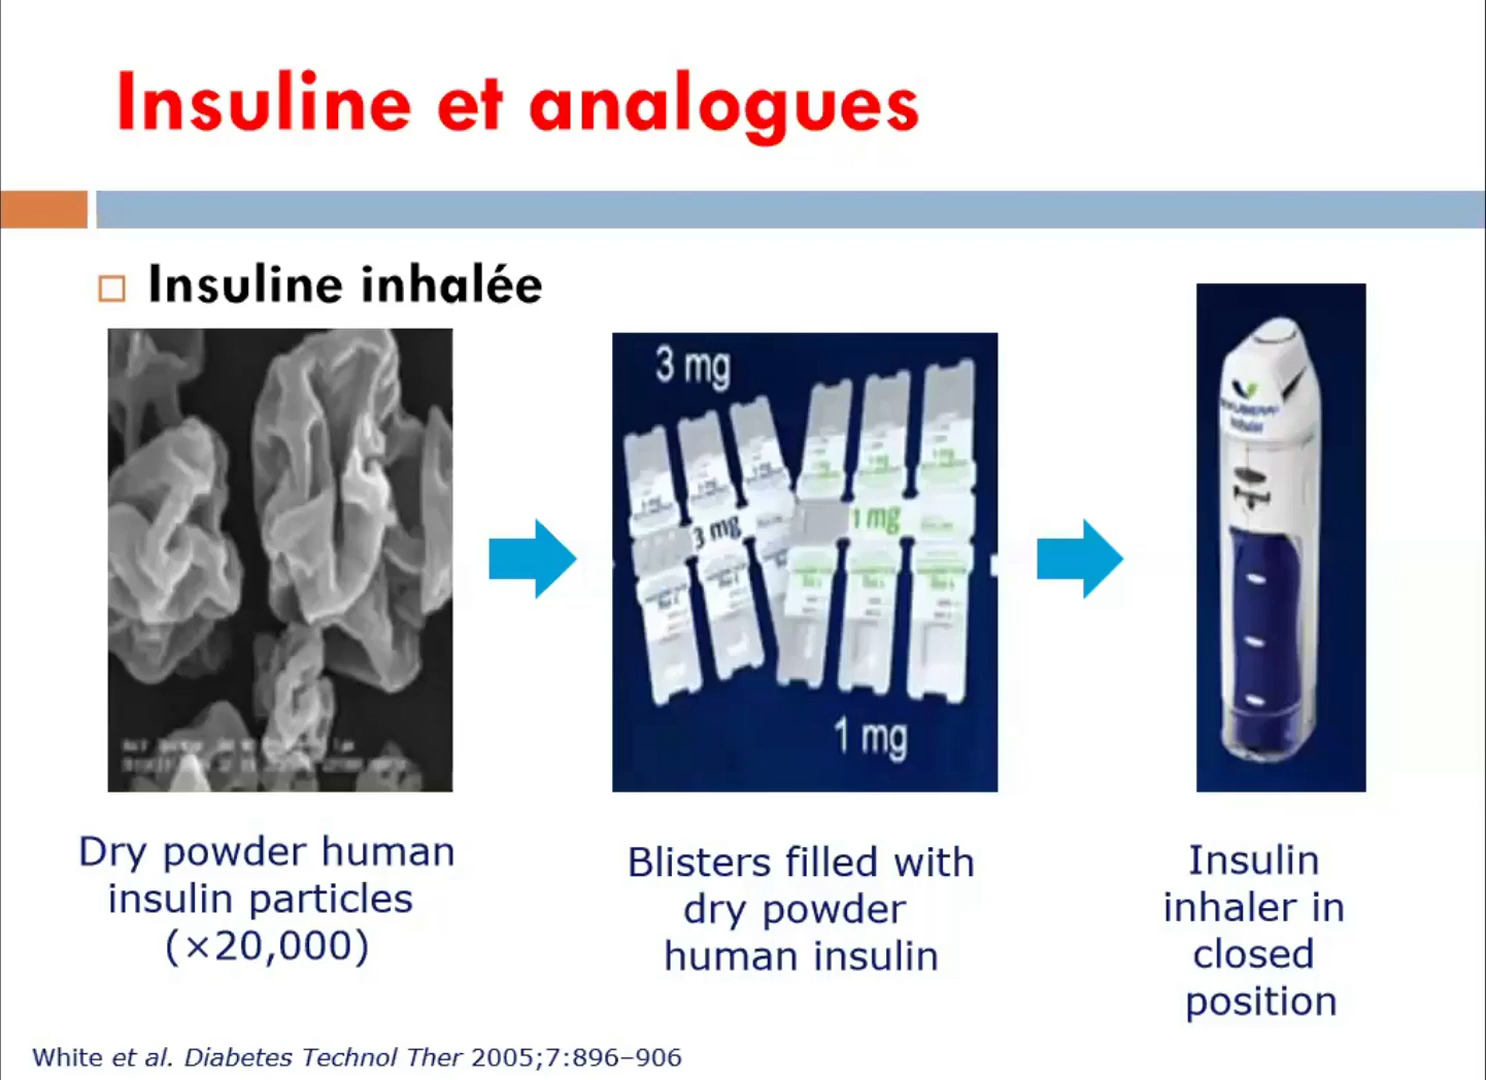 Insuline et analogues
Insuline inhalée
3 mg
3 mg
1 mg
1 mg
Dry powder human
insulin particles
(×20,000)
Blisters filled with
dry powder
human insulin
Insulin
inhaler in
closed
position
White et al. Diabetes Technol Ther 2005;7:896–906